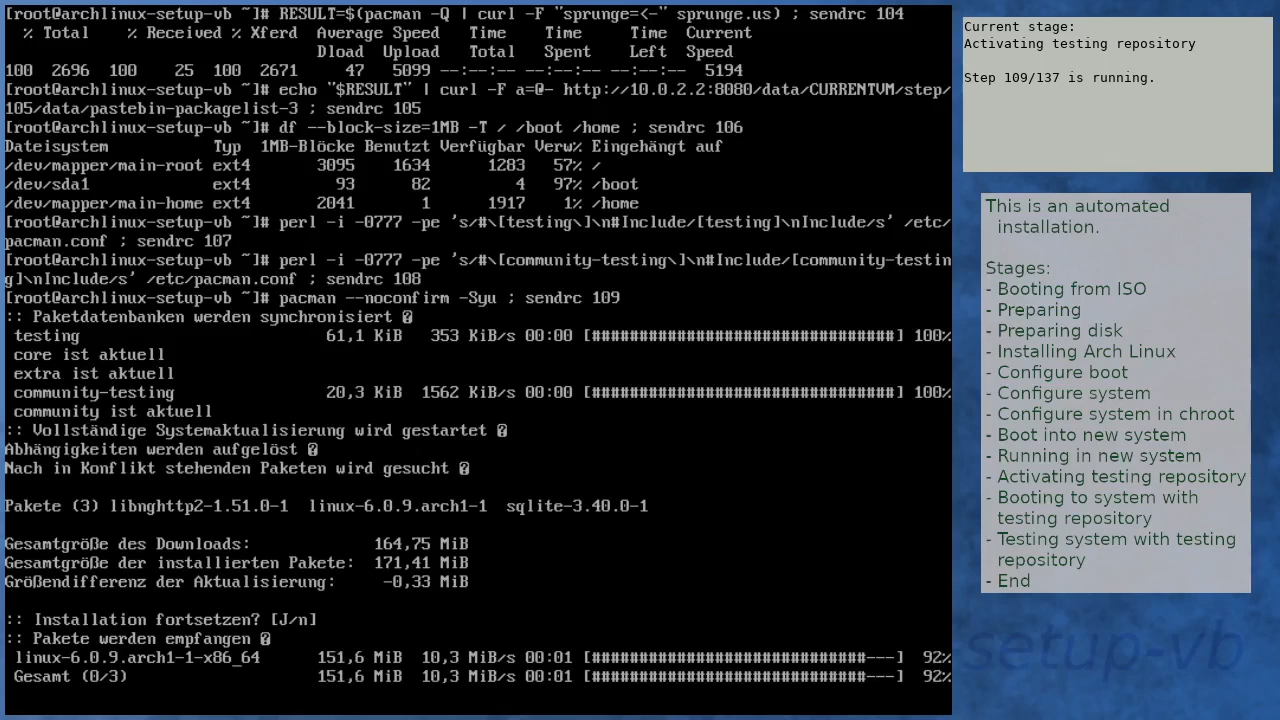 [root@archlinux-setup-vb ~]# RESULT=$(pacman -Q | curl -F "sprunge=<-" sprunge.us) ; sendrc 104
  % Total    % Received % Xferd  Average Speed   Time    Time     Time  Current
                                 Dload  Upload   Total   Spent    Left  Speed
100  2696  100    25  100  2671     47   5099 --:--:-- --:--:-- --:--:--  5194
[root@archlinux-setup-vb ~]# echo "$RESULT" | curl -F a=@- http://10.0.2.2:8080/data/CURRENTVM/step/
105/data/pastebin-packagelist-3 ; sendrc 105
[root@archlinux-setup-vb ~]# df --block-size=1MB -T / /boot /home ; sendrc 106
Dateisystem           Typ  1MB-Blöcke Benutzt Verfügbar Verw% Eingehängt auf
/dev/mapper/main-root ext4       3095    1634      1283   57% /
/dev/sda1             ext4         93      82         4   97% /boot
/dev/mapper/main-home ext4       2041       1      1917    1% /home
[root@archlinux-setup-vb ~]# perl -i -0777 -pe 's/#\[testing\]\n#Include/[testing]\nInclude/s' /etc/
pacman.conf ; sendrc 107
[root@archlinux-setup-vb ~]# perl -i -0777 -pe 's/#\[community-testing\]\n#Include/[community-testin
g]\nInclude/s' /etc/pacman.conf ; sendrc 108
[root@archlinux-setup-vb ~]# pacman --noconfirm -Syu ; sendrc 109
:: Paketdatenbanken werden synchronisiert �
 testing                          61,1 KiB   353 KiB/s 00:00 [################################] 100%
 core ist aktuell
 extra ist aktuell
 community-testing                20,3 KiB  1562 KiB/s 00:00 [################################] 100%
 community ist aktuell
:: Vollständige Systemaktualisierung wird gestartet �
Abhängigkeiten werden aufgelöst �
Nach in Konflikt stehenden Paketen wird gesucht �
Pakete (3) libnghttp2-1.51.0-1  linux-6.0.9.arch1-1  sqlite-3.40.0-1
Gesamtgröße des Downloads:             164,75 MiB
Gesamtgröße der installierten Pakete:  171,41 MiB
Größendifferenz der Aktualisierung:     -0,33 MiB
:: Installation fortsetzen? [J/n]
:: Pakete werden empfangen �
 linux-6.0.9.arch1-1-x86_64      151,6 MiB  10,3 MiB/s 00:01 [#############################---]  92%
 Gesamt (0/3)                    151,6 MiB  10,3 MiB/s 00:01 [#############################---]  92%
Current stage:
Activating testing repository
Step 109/137 is running.
This is an automated
installation.
Stages:
- Booting from ISO
- Preparing
- Preparing disk
- Installing Arch Linux
- Configure boot
- Configure system
- Configure system in chroot
- Boot into new system
- Running in new system
- Activating testing repository
- Booting to system with
testing repository
- Testing system with testing
repository
- End
setup-vb